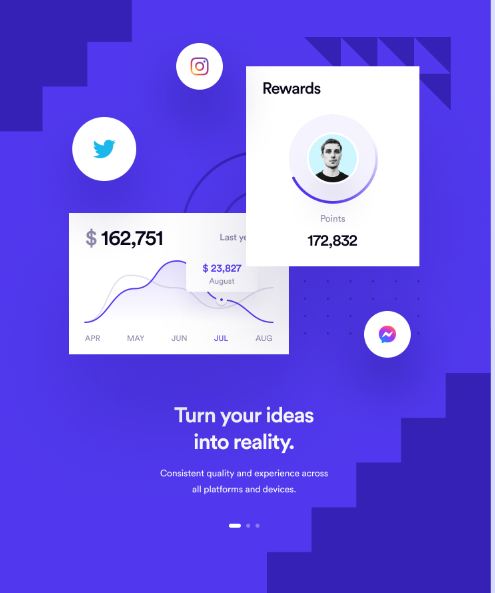 Rewards
Points
172,832
$ 162,751
Last ye
$ 23,827
August
APR MAY JUN JUL AUG
Turn your ideas
into reality.
Consistent quality and experience across
all platforms and devices.